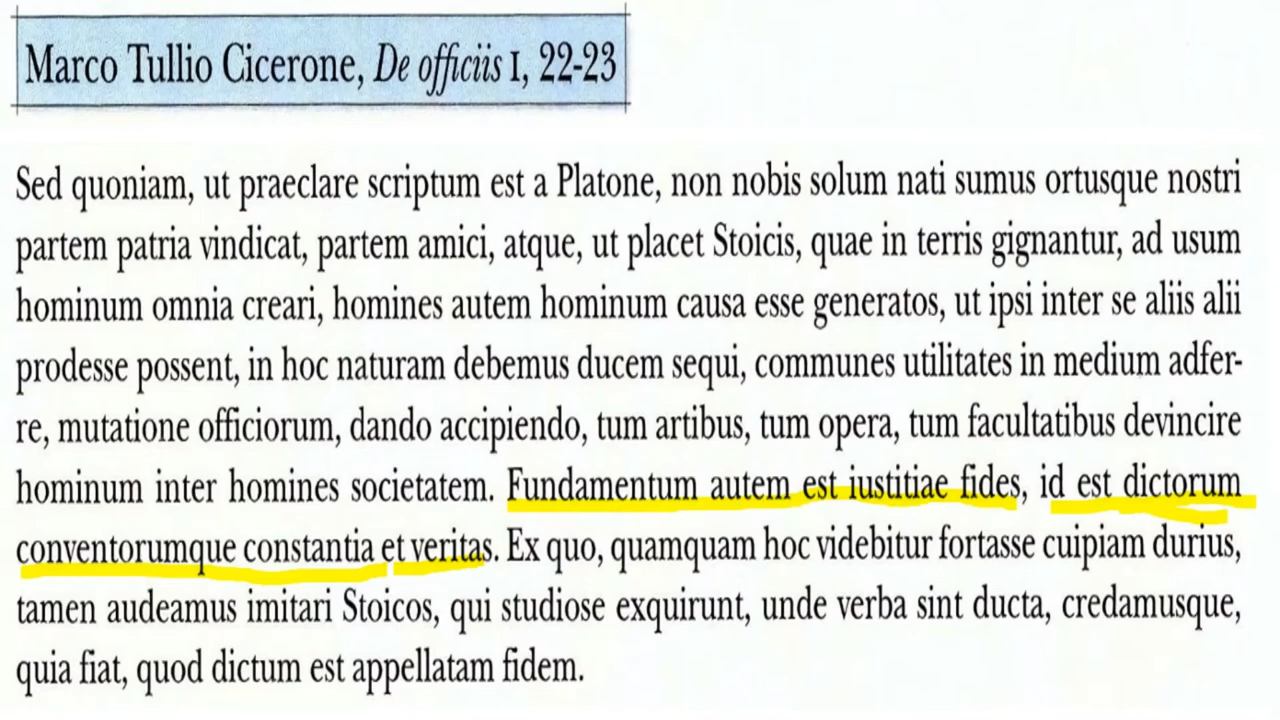 Marco Tullio Cicerone, De officiis I, 22-23
Sed quoniam, ut praeclare scriptum est a Platone, non nobis solum nati sumus ortusque nostri
partem patria vindicat, partem amici, atque, ut placet Stoicis, quae in terris gignantur, ad usum
hominum omnia creari, homines autem hominum causa esse generatos, ut ipsi inter se aliis alii
prodesse possent, in hoc naturam debemus ducem sequi, communes utilitates in medium adfer-
re, mutatione officiorum, dando accipiendo, tum artibus, tum opera, tum facultatibus devincire
hominum inter homines societatem. Fundamentum autem est iustitiae fides, id est dictorum
conventorumque constantia et veritas. Ex quo, quamquam hoc videbitur fortasse cuipiam durius,
tamen audeamus imitari Stoicos, qui studiose exquirunt, unde verba sint ducta, credamusque,
quia fiat, quod dictum est appellatam fidem.